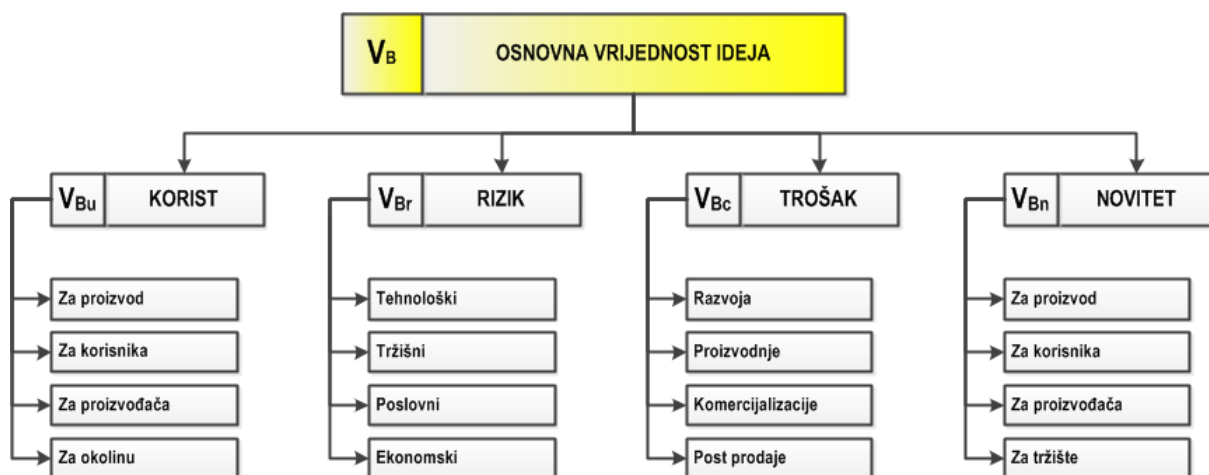 VB OSNOVNA VRIJEDNOST IDEJA
VBu KORIST
Za proizvod
Za korisnika
Za proizvođača
Za okolinu
VBr RIZIK
Tehnološki
Tržišni
Poslovni
Ekonomski
VBc TROŠAK
Razvoja
Proizvodnje
Komercijalizacije
Post prodaje
VBn NOVITET
Za proizvod
Za korisnika
Za proizvođača
Za tržište